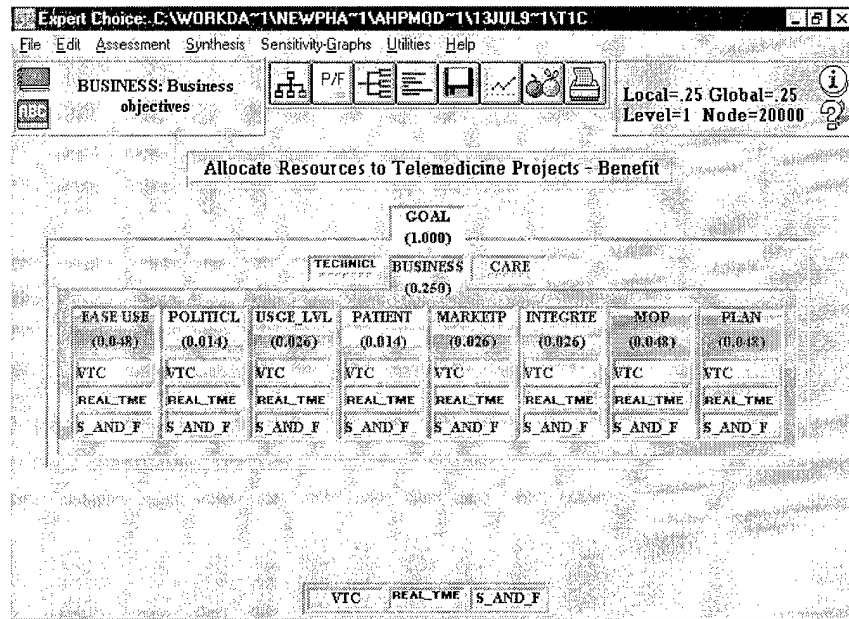 Expert Choice: C:\WORKDA~1\NEWPHA~1\AHPMOD~1\13JUL9~1\T1C
File Edit Assessment Synthesis Sensitivity-Graphs Utilities Help
BUSINESS: Business
objectives
ABC
P/F
Local=.25 Global=.25
Level=1 Node=20000
Allocate Resources to Telemedicine Projects - Benefit
GOAL
(1.000)
TECHNICL BUSINESS CARE
(0.250)
EASE USE POLITICL USGE_LVL PATIENT MARKETP INTEGRTE MOP PLAN
(0.048) (0.014) (0.026) (0.014) (0.026) (0.026) (0.048) (0.048)
VTC VTC VTC VTC VTC VTC VTC VTC
REAL_TME REAL_TME REAL_TME REAL_TME REAL_TME REAL_TME REAL_TME REAL_TME
S_AND_F S_AND_F S_AND_F S_AND_F S_AND_F S_AND_F S_AND_F S_AND_F
VTC REAL_TME S_AND_F